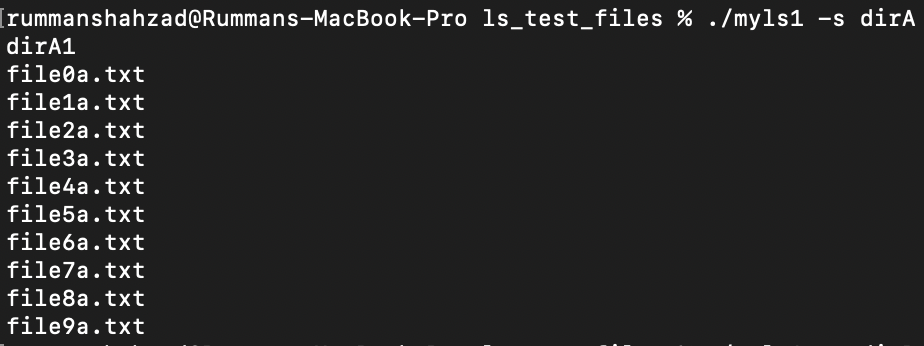 [rummanshahzad@Rummans-MacBook-Pro ls_test_files % ./myls1 -s dirA
dirA1
file0a.txt
file1a.txt
file2a.txt
file3a.txt
file4a.txt
file5a.txt
file6a.txt
file7a.txt
file8a.txt
file9a.txt